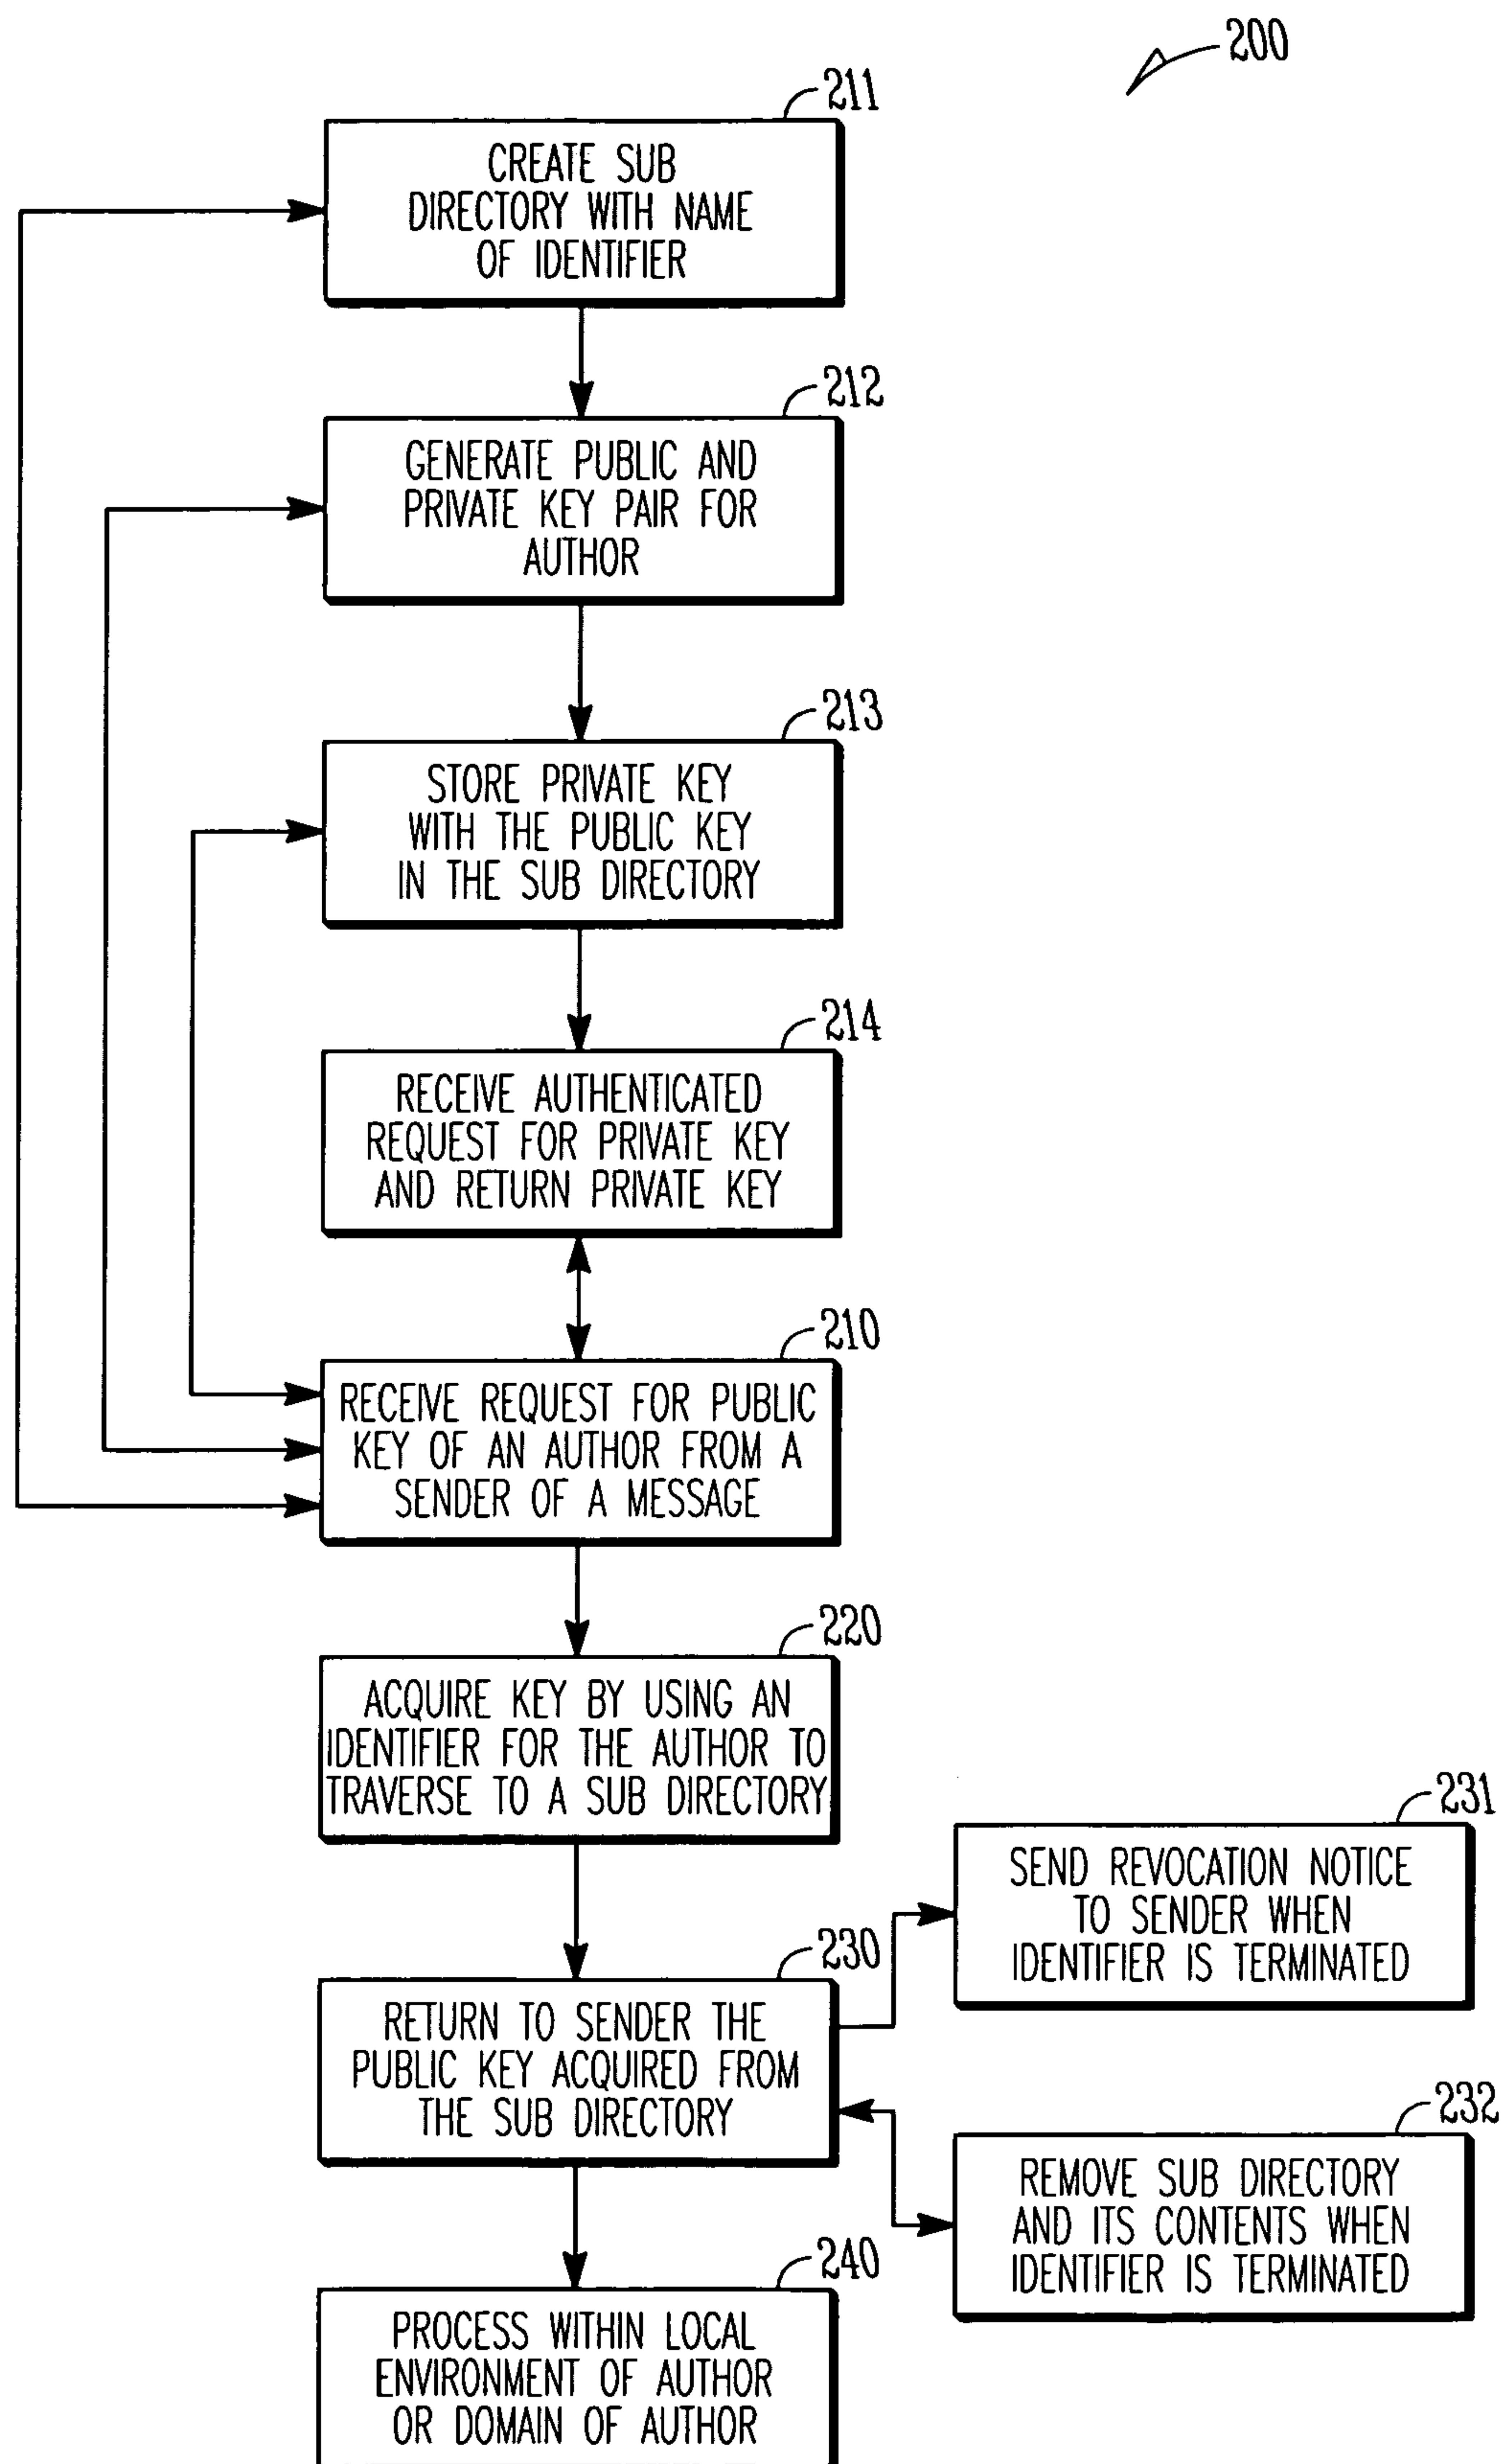 200
211
CREATE SUB
DIRECTORY WITH NAME
OF IDENTIFIER
212
GENERATE PUBLIC AND
PRIVATE KEY PAIR FOR
AUTHOR
213
STORE PRIVATE KEY
WITH THE PUBLIC KEY
IN THE SUB DIRECTORY
214
RECEIVE AUTHENTICATED
REQUEST FOR PRIVATE KEY
AND RETURN PRIVATE KEY
210
RECEIVE REQUEST FOR PUBLIC
KEY OF AN AUTHOR FROM A
SENDER OF A MESSAGE
220
ACQUIRE KEY BY USING AN
IDENTIFIER FOR THE AUTHOR TO
TRAVERSE TO A SUB DIRECTORY
230
RETURN TO SENDER THE
PUBLIC KEY ACQUIRED FROM
THE SUB DIRECTORY
231
SEND REVOCATION NOTICE
TO SENDER WHEN
IDENTIFIER IS TERMINATED
232
REMOVE SUB DIRECTORY
AND ITS CONTENTS WHEN
IDENTIFIER IS TERMINATED
240
PROCESS WITHIN LOCAL
ENVIRONMENT OF AUTHOR
OR DOMAIN OF AUTHOR